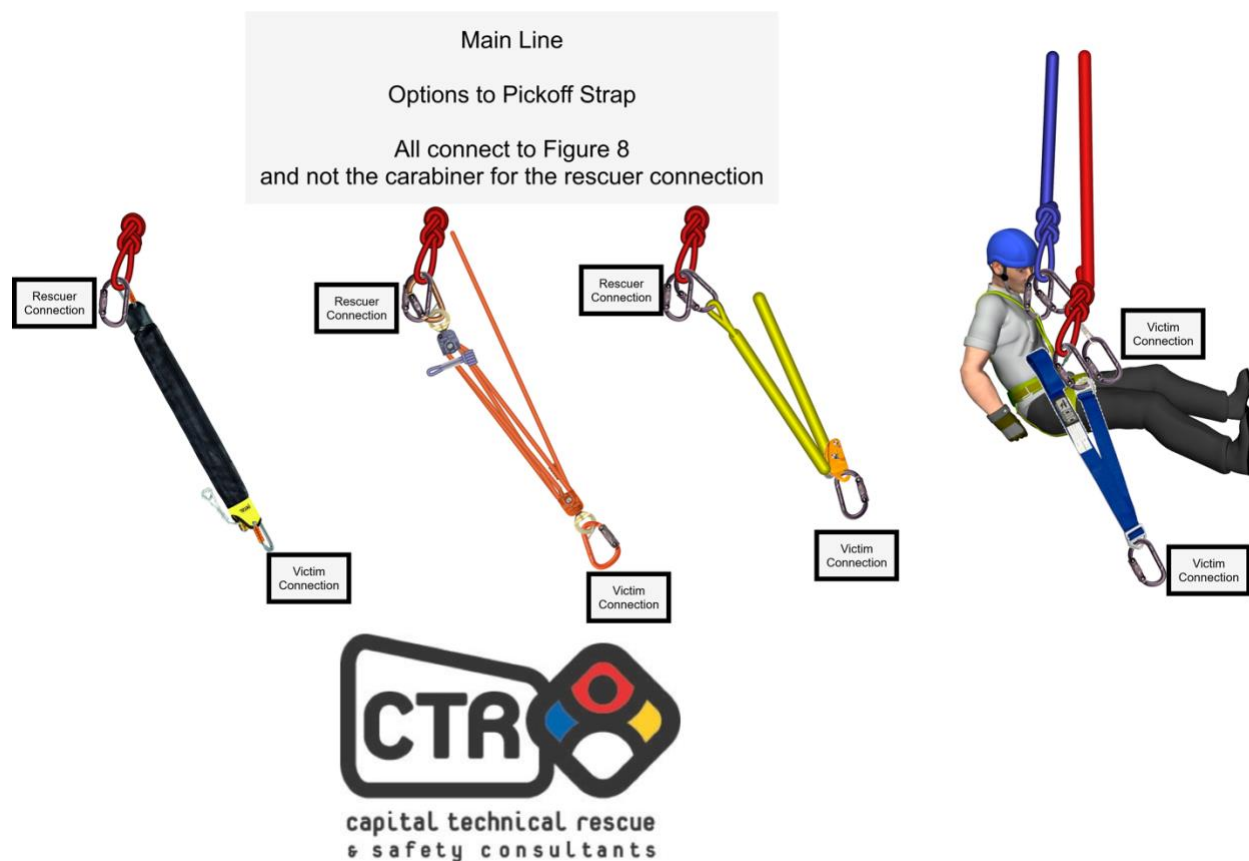 Main Line
Options to Pickoff Strap
All connect to Figure 8
and not the carabiner for the rescuer connection
Rescuer
Connection
Victim
Connection
Rescuer
Connection
Victim
Connection
Rescuer
Connection
Victim
Connection
Victim
Connection
Victim
Connection
CTR
capital technical rescue
& safety consultants